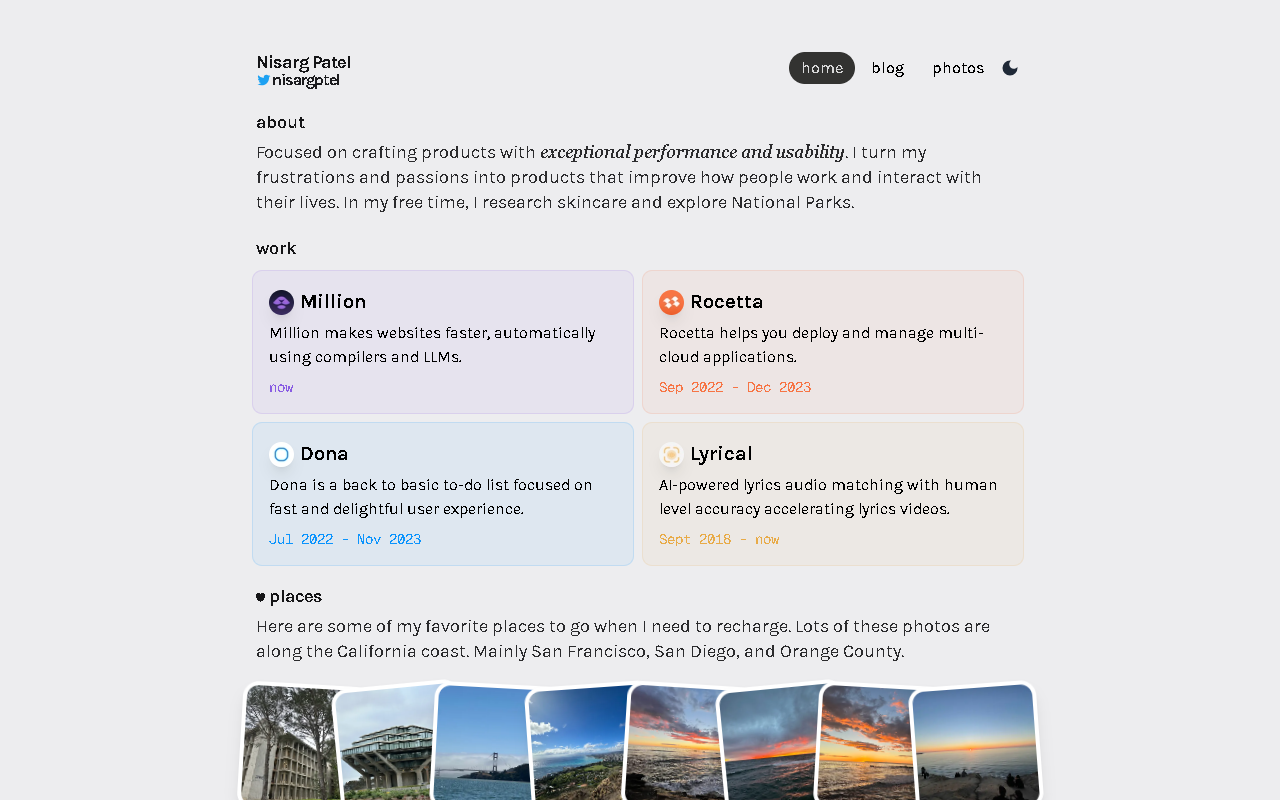 Nisarg Patel
nisargptel
home
blog
photos
about
Focused on crafting products with exceptional performance and usability. I turn my
frustrations and passions into products that improve how people work and interact with
their lives. In my free time, I research skincare and explore National Parks.
work
Million
Million makes websites faster, automatically
using compilers and LLMs.
now
Rocetta
Rocetta helps you deploy and manage multi-
cloud applications.
Sep 2022 - Dec 2023
Dona
Dona is a back to basic to-do list focused on
fast and delightful user experience.
Jul 2022 - Nov 2023
Lyrical
AI-powered lyrics audio matching with human
level accuracy accelerating lyrics videos.
Sept 2018 - now
places
Here are some of my favorite places to go when I need to recharge. Lots of these photos are
along the California coast. Mainly San Francisco, San Diego, and Orange County.